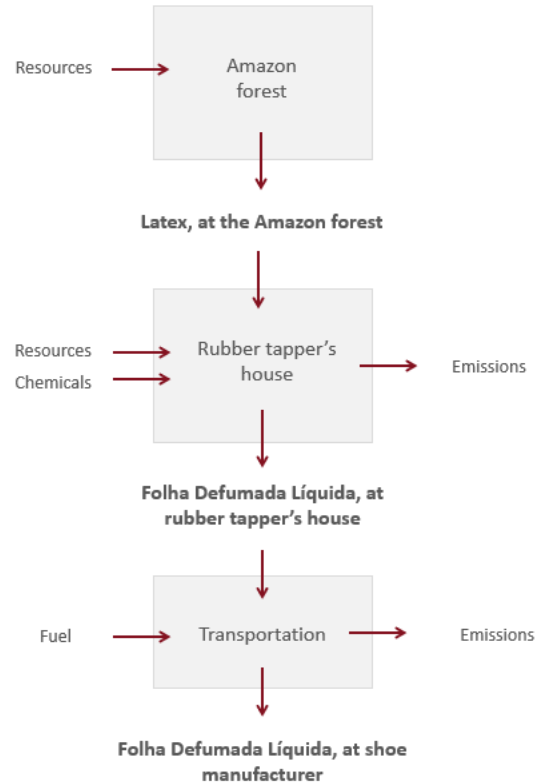 Resources
Amazon
forest
Latex, at the Amazon forest
Resources
Chemicals
Rubber tapper's
house
Emissions
Folha Defumada Líquida, at
rubber tapper's house
Fuel
Transportation
Emissions
Folha Defumada Líquida, at shoe
manufacturer